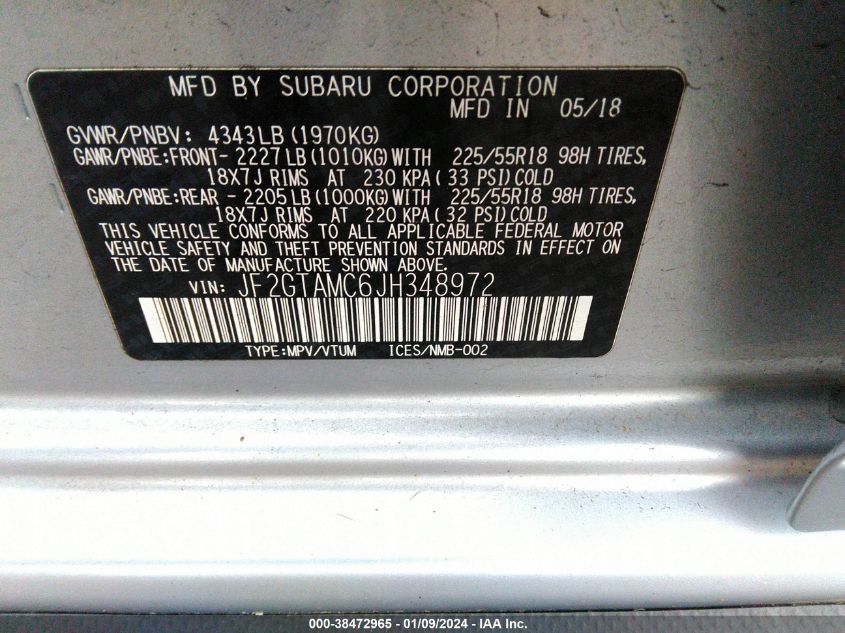 MFD BY SUBARU CORPORATION
MFD IN 05/18
GVWR/PNBV: 4343LB (1970KG)
GAWR/PNBE:FRONT- 2227LB(1010KG)WITH 225/55R18 98H TIRES,
18X7J RIMS AT 230 KPA( 33 PSI)COLD
GAWR/PNBE:REAR - 2205LB(1000KG)WITH 225/55R18 98H TIRES,
18X7J RIMS AT 220 KPA( 32 PSI)COLD
THIS VEHICLE CONFORMS TO ALL APPLICABLE FEDERAL MOTOR
VEHICLE SAFETY AND THEFT PREVENTION STANDARDS IN EFFECT ON
THE DATE OF MANUFACTURE SHOWN ABOVE.
VIN: JF2GTAMC6JH348972
TYPE:MPV/VTUM ICES/NMB-002
000-38472965 - 01/09/2024 - IAA Inc.